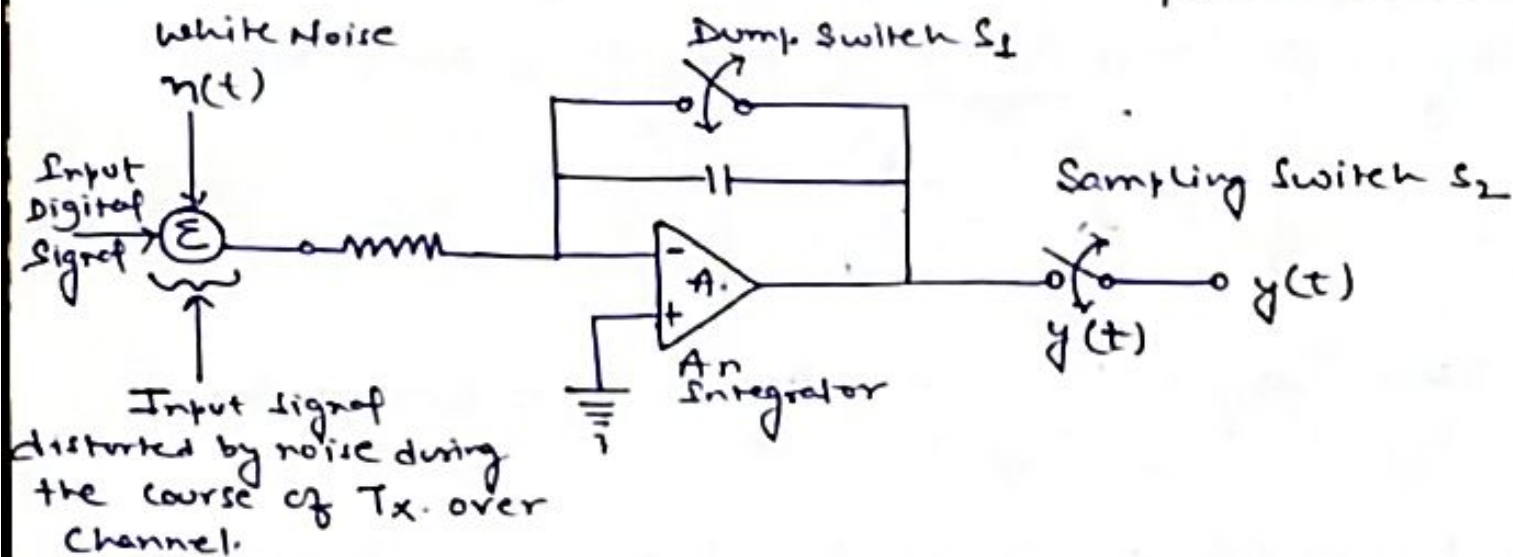 White Noise
n(t)
Dump. Switch S1
Input
Digital
Signal
Σ
Sampling Switch S2
-
A.
+
y(t)
y(t)
An
Integrator
Input signal
distorted by noise during
the course of Tx. over
Channel.